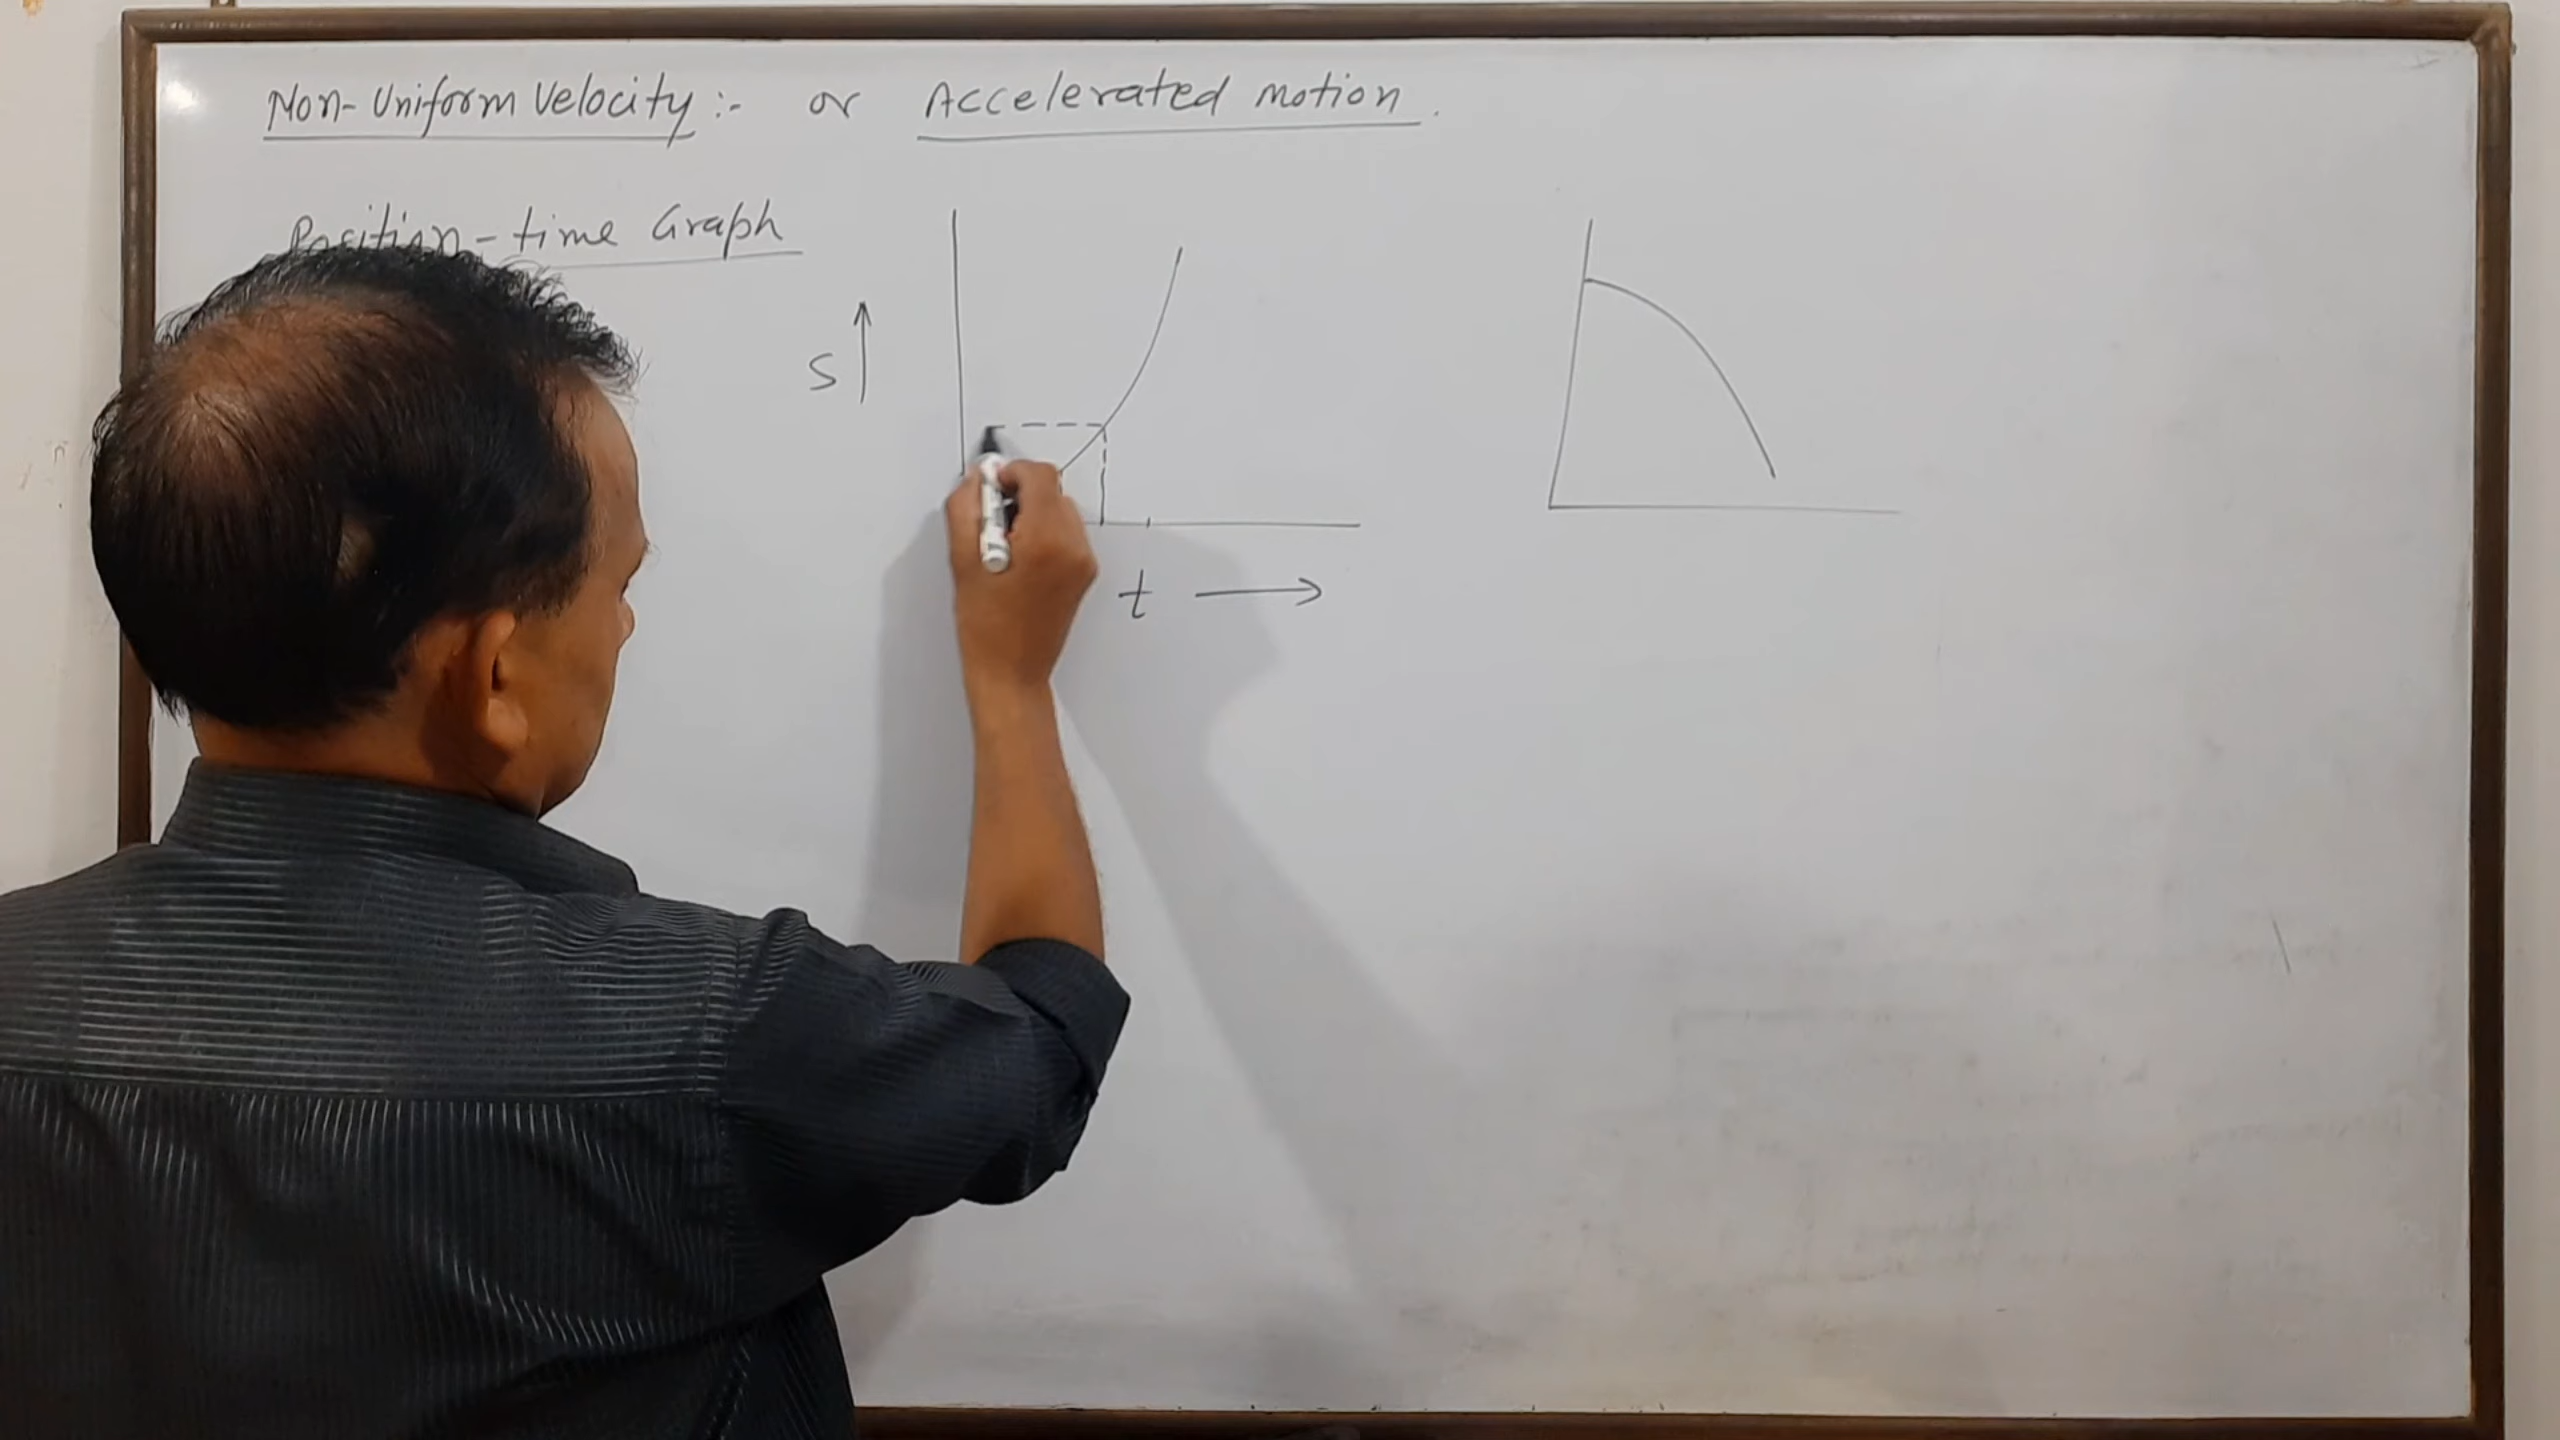 Non-Uniform Velocity :- or Accelerated motion.
Position-time Graph
S
t